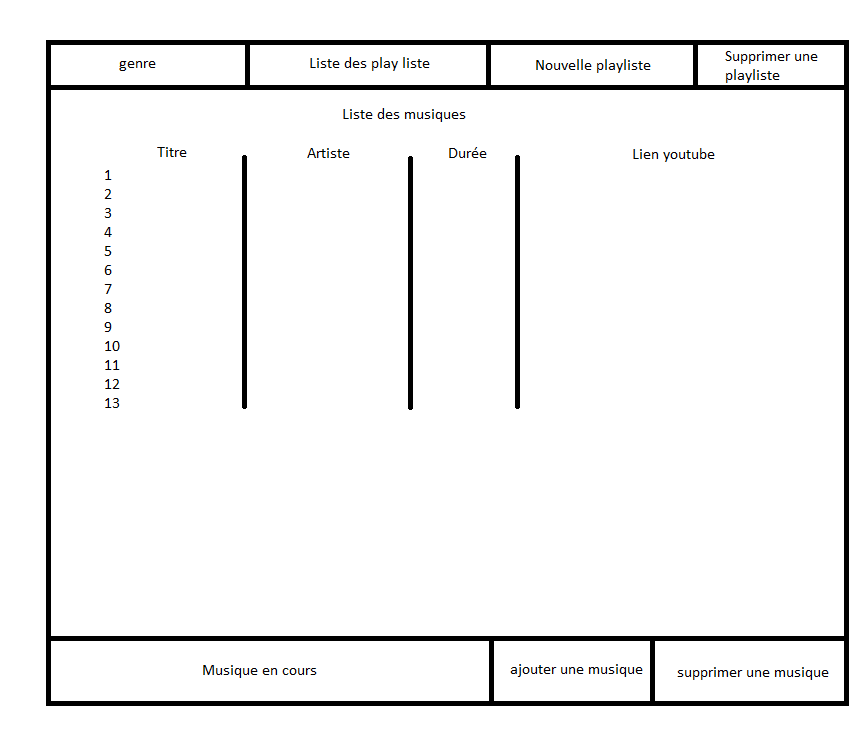 genre
Liste des play liste
Nouvelle playliste
Supprimer une
playliste
Liste des musiques
Titre
Artiste
Durée
Lien youtube
1
2
3
4
5
6
7
8
9
10
11
12
13
Musique en cours
ajouter une musique
supprimer une musique